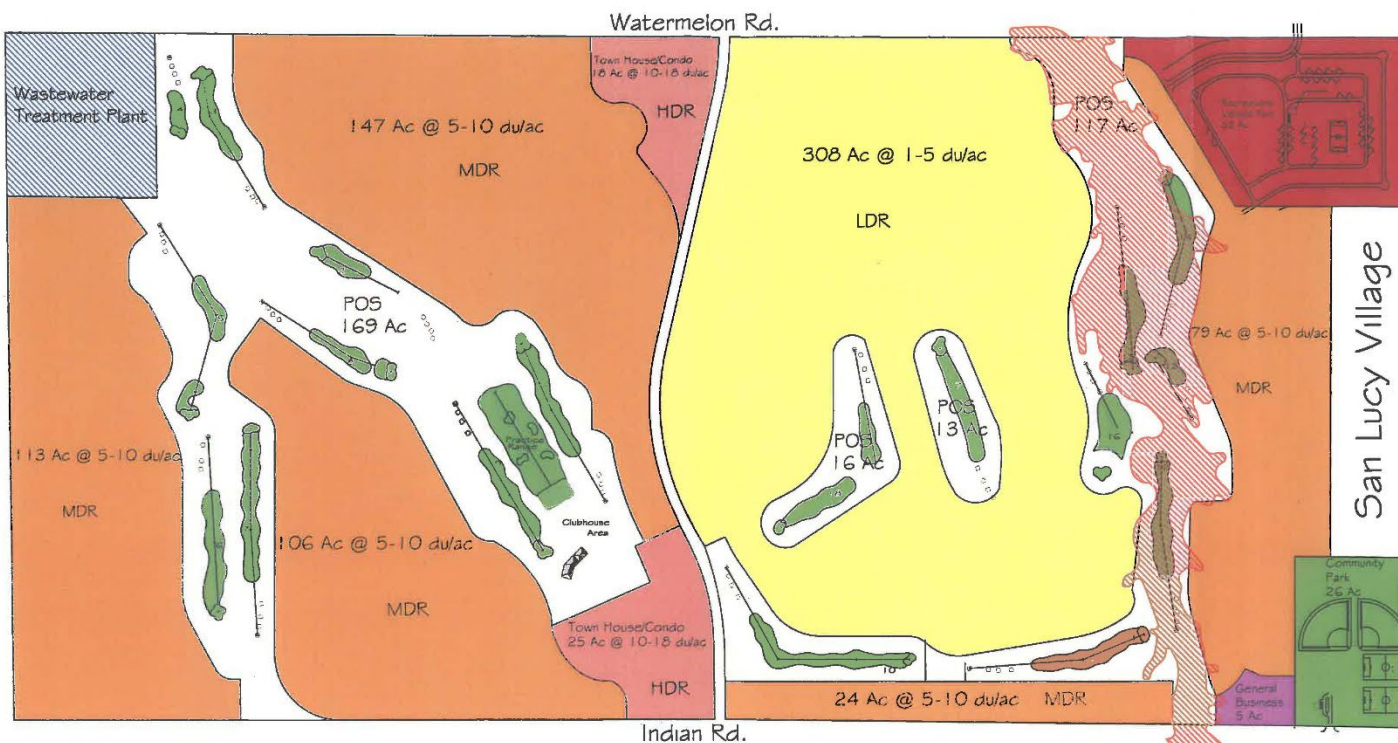 Watermelon Rd.
Wastewater
Treatment Plant
147 Ac @ 5-10 du/ac
MDR
Town House/Condo
18 Ac @ 10-18 du/ac
HDR
308 Ac @ 1-5 du/ac
LDR
POS
117 Ac
POS
169 Ac
79 Ac @ 5-10 du/ac
MDR
San Lucy Village
113 Ac @ 5-10 du/ac
MDR
Practice
Range
Clubhouse
Area
106 Ac @ 5-10 du/ac
MDR
POS
16 Ac
POS
13 Ac
16
Town House/Condo
25 Ac @ 10-18 du/ac
HDR
10
24 Ac @ 5-10 du/ac MDR
General
Business
5 Ac
Community
Park
26 Ac
Indian Rd.